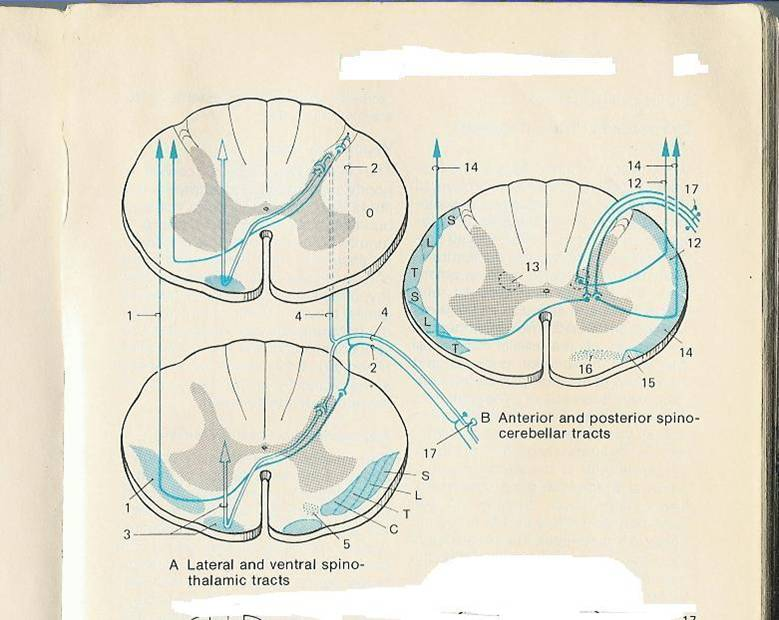 2
O
1
4
4
2
17
1
3
5
S
L
T
C
A Lateral and ventral spino-
thalamic tracts
14
14
12
17
S
L
T
S
L
T
13
12
14
16
15
B Anterior and posterior spino-
cerebellar tracts
17